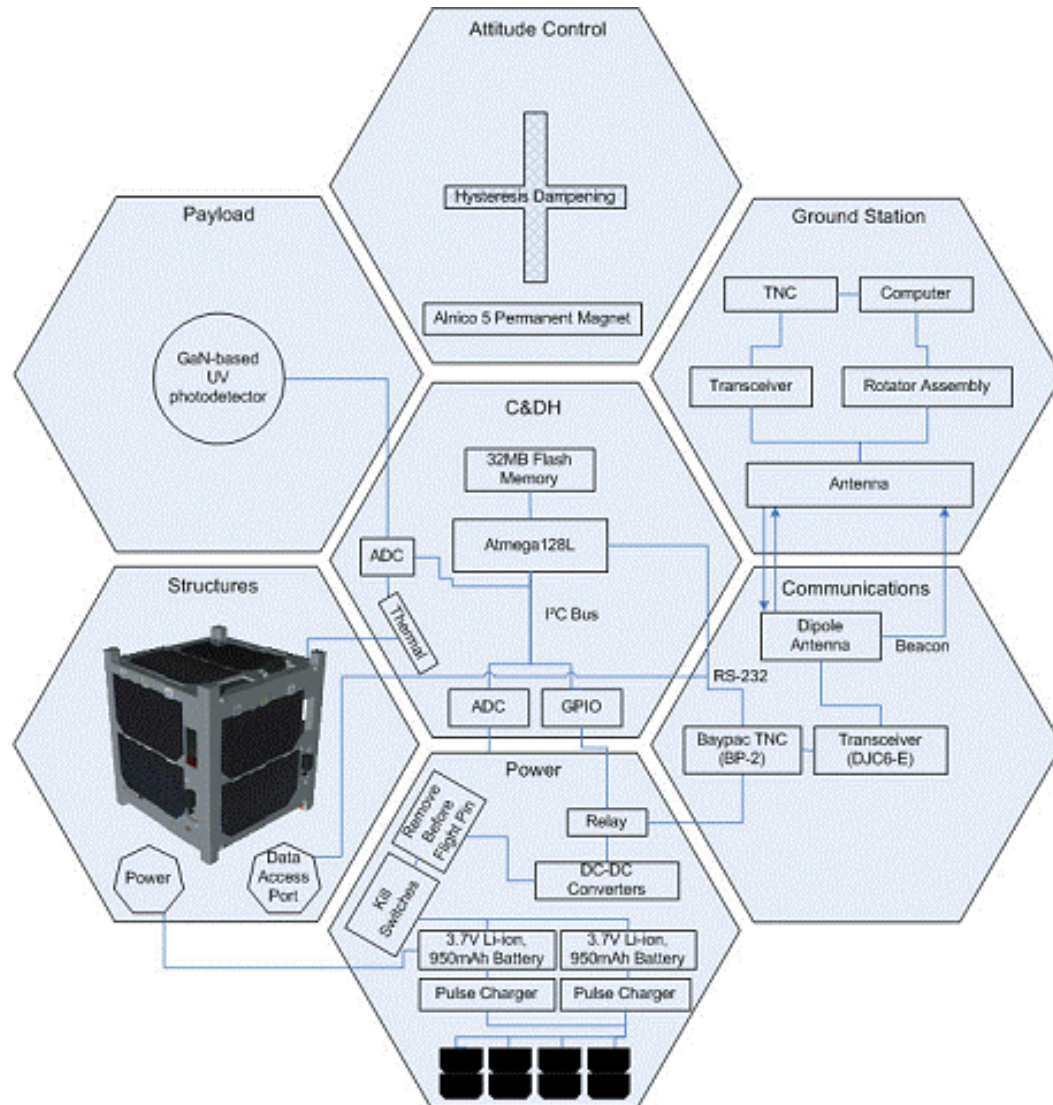 Attitude Control
Hysteresis Dampening
Alnico 5 Permanent Magnet
Payload
GaN-based
UV
photodetector
Ground Station
TNC
Computer
Transceiver
Rotator Assembly
Antenna
C&DH
32MB Flash
Memory
Atmega128L
ADC
Thermal
I²C Bus
ADC
GPIO
Structures
Power
Data
Access
Port
Communications
Dipole
Antenna
Beacon
RS-232
Baypac TNC
(BP-2)
Transceiver
(DJC6-E)
Power
Remove
Before
Flight Pin
Relay
DC-DC
Converters
Kill
Switches
3.7V Li-ion,
950mAh Battery
3.7V Li-ion,
950mAh Battery
Pulse Charger
Pulse Charger